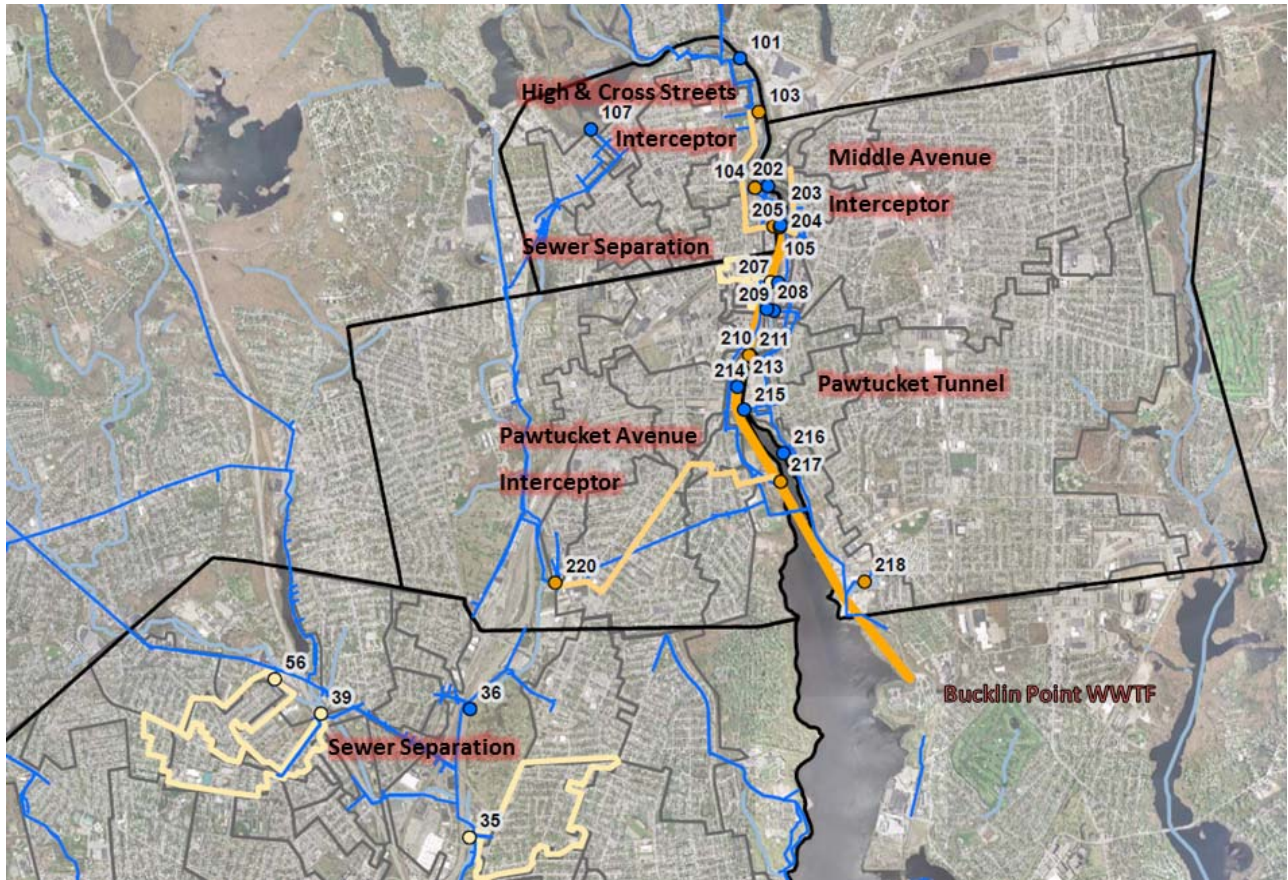 101
High & Cross Streets
103
107
Interceptor
Middle Avenue
104
202
203
Interceptor
205
204
Sewer Separation
105
207
209
208
210
211
214
213
Pawtucket Tunnel
215
Pawtucket Avenue
216
217
Interceptor
220
218
56
39
36
Bucklin Point WWTF
Sewer Separation
35